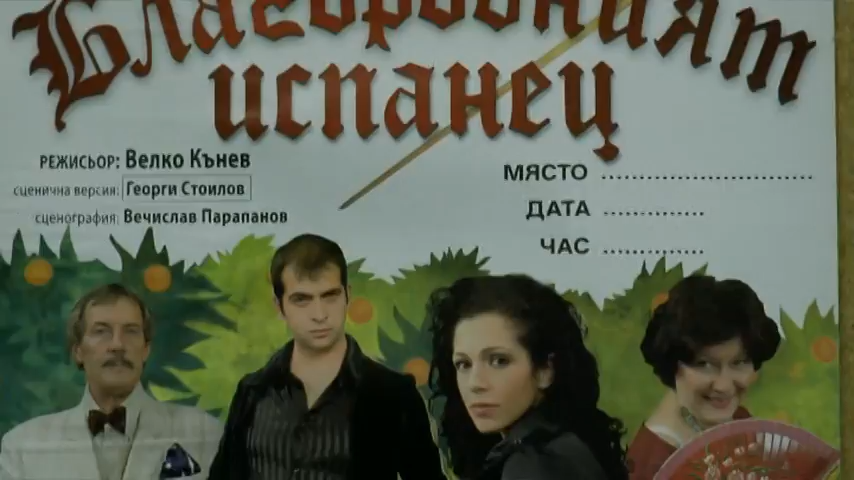 Благородният
испанец
РЕЖИСЬОР: Велко Кънев
сценична версия: Георги Стоилов
сценография: Вечислав Парапанов
МЯСТО
ДАТА
ЧАС